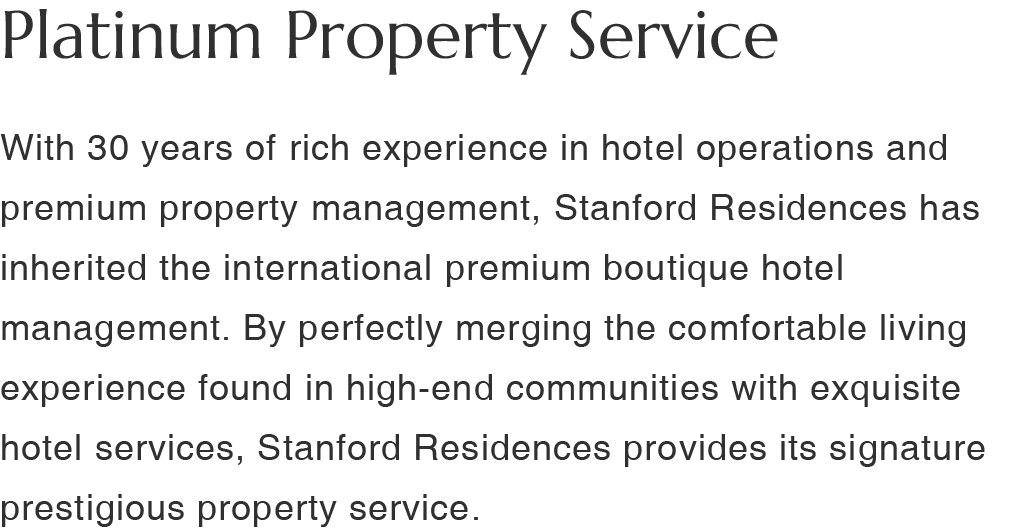 Platinum Property Service
With 30 years of rich experience in hotel operations and
premium property management, Stanford Residences has
inherited the international premium boutique hotel
management. By perfectly merging the comfortable living
experience found in high-end communities with exquisite
hotel services, Stanford Residences provides its signature
prestigious property service.